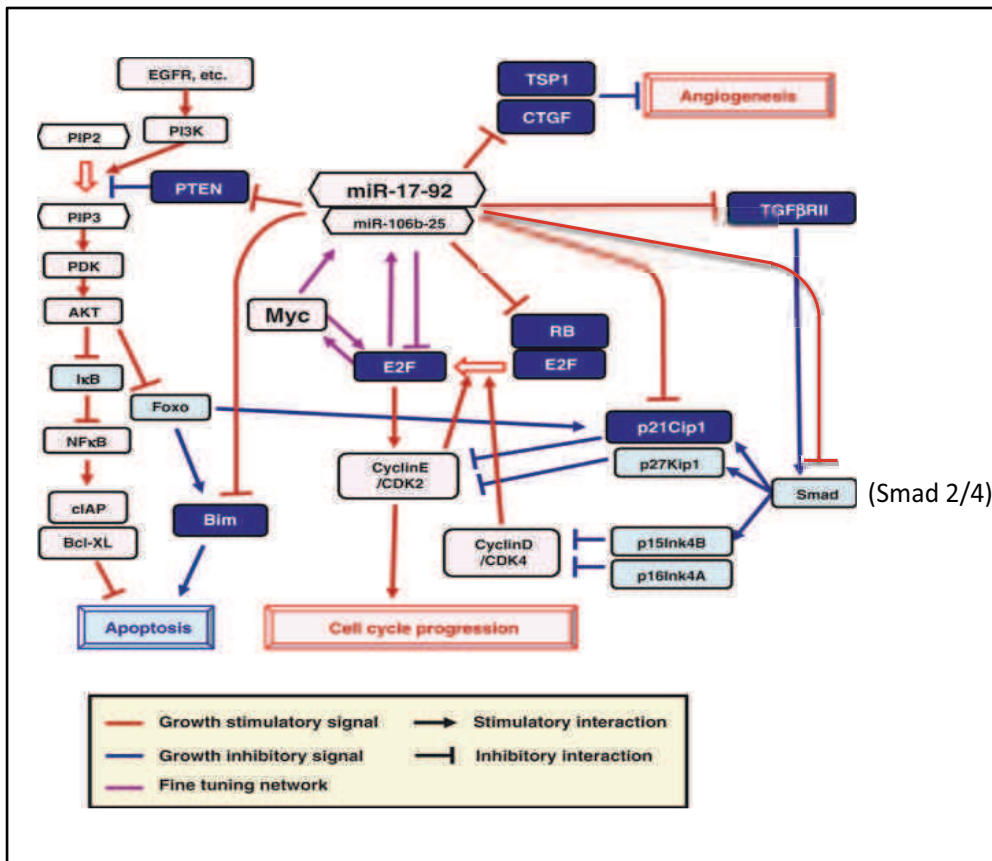 EGFR, etc.
PI3K
PIP2
PTEN
PIP3
PDK
AKT
IκB
Foxo
NFκB
cIAP
Bcl-XL
Bim
Apoptosis
miR-17-92
miR-106b-25
Myc
E2F
CyclinE
/CDK2
Cell cycle progression
TSP1
CTGF
Angiogenesis
TGFβRII
RB
E2F
p21Cip1
p27Kip1
Smad
(Smad 2/4)
CyclinD
/CDK4
p15Ink4B
p16Ink4A
Growth stimulatory signal
Stimulatory interaction
Growth inhibitory signal
Inhibitory interaction
Fine tuning network